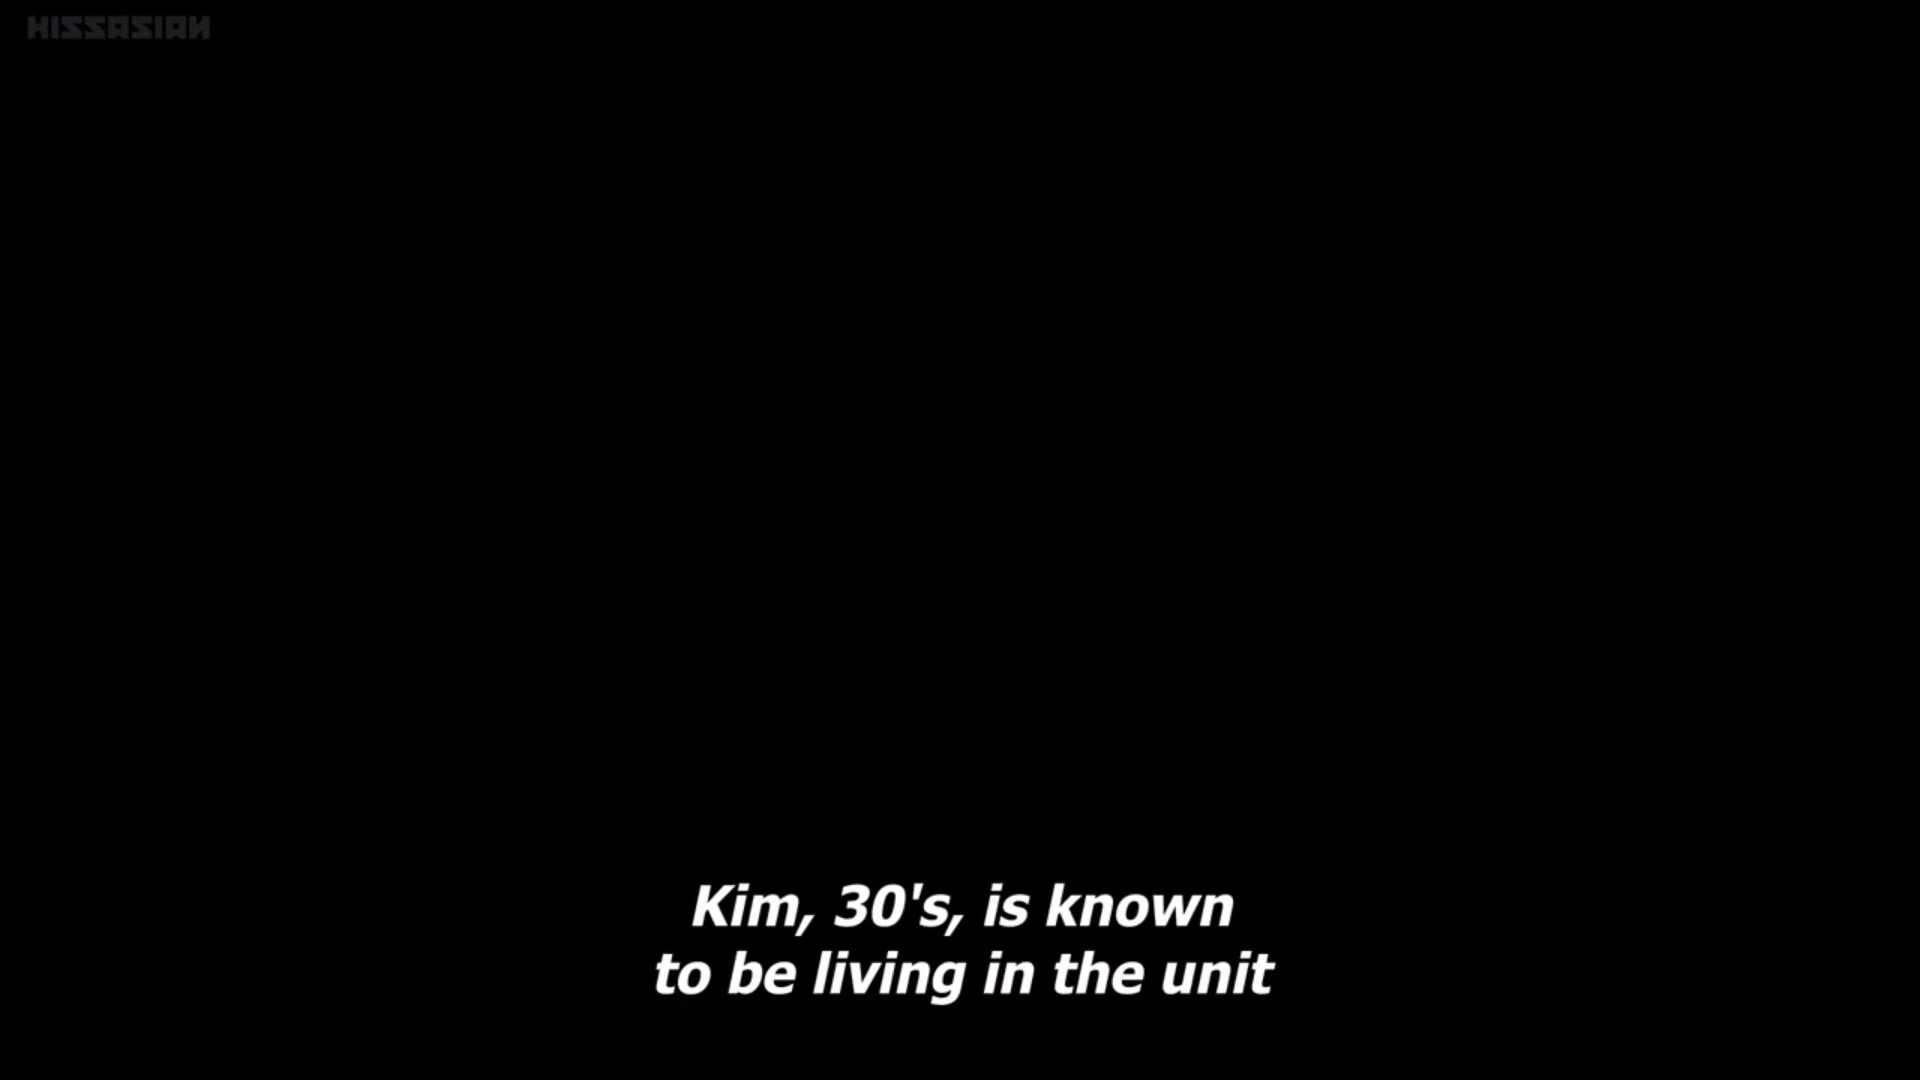 KISSASIAN
Kim, 30's, is known
to be living in the unit